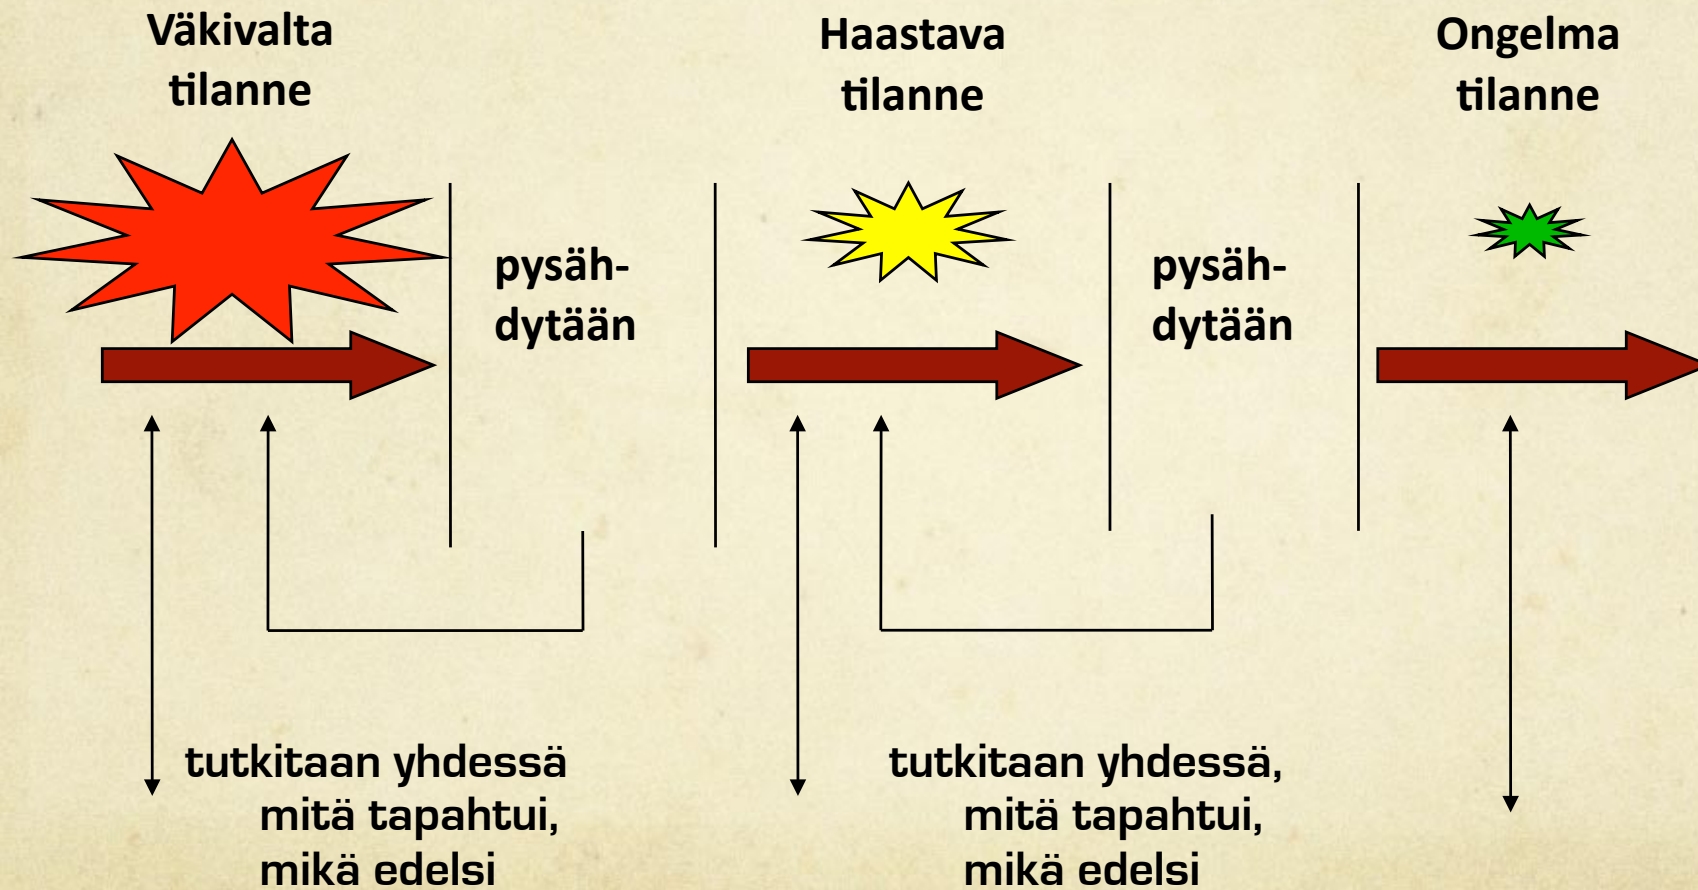 Väkivalta
tilanne
Haastava
tilanne
Ongelma
tilanne
pysäh-
dytään
pysäh-
dytään
tutkitaan yhdessä
mitä tapahtui,
mikä edelsi
tutkitaan yhdessä,
mitä tapahtui,
mikä edelsi